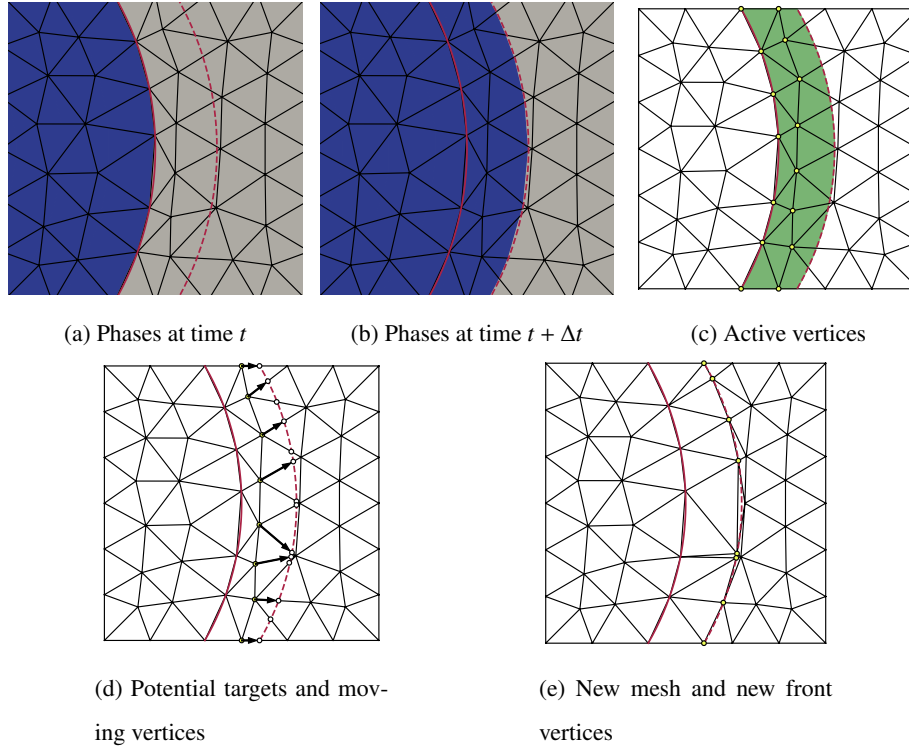 (a) Phases at time t
(b) Phases at time t + Δt
(c) Active vertices
(d) Potential targets and mov-
ing vertices
(e) New mesh and new front
vertices